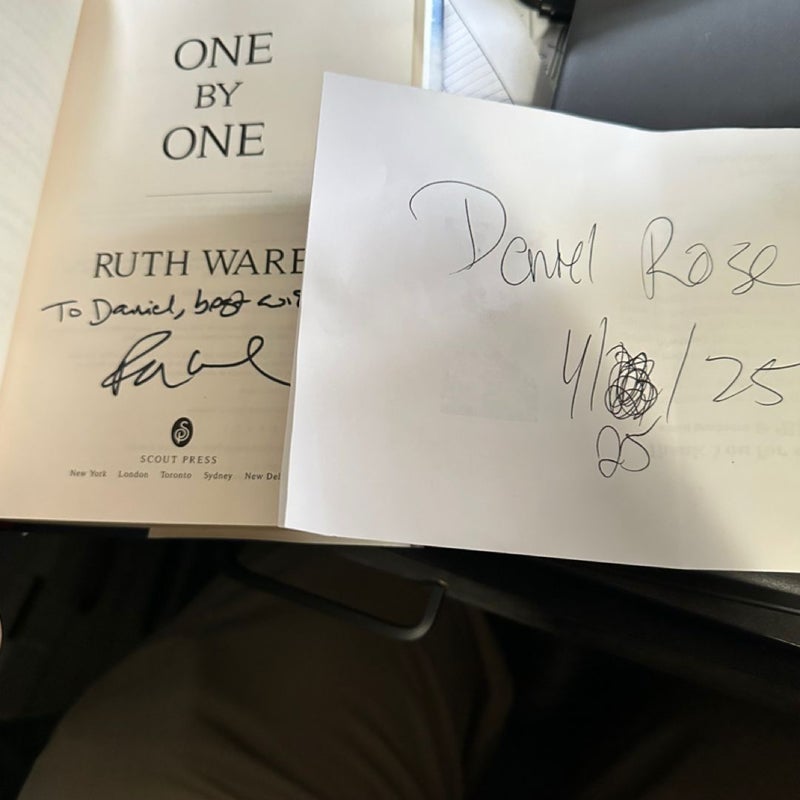 ONE
BY
ONE
RUTH WARE
To Daniel, best wi
SCOUT PRESS
New York London Toronto Sydney New Del
Daniel Rose
4/ /25
25